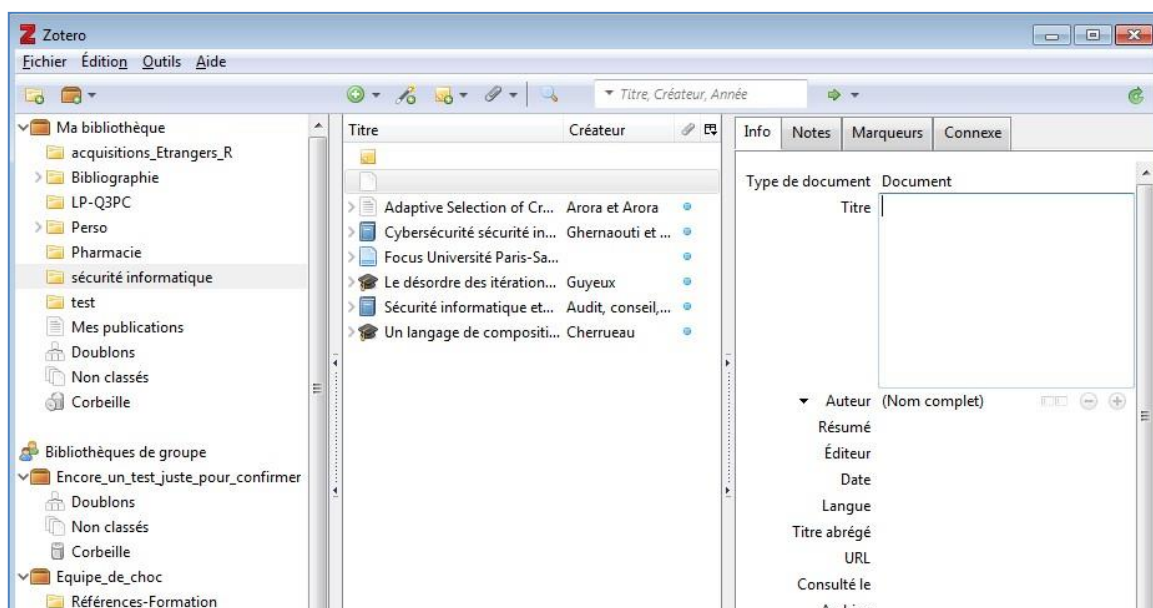 Zotero
Fichier Édition Outils Aide
Titre, Créateur, Année
Ma bibliothèque
acquisitions_Etrangers_R
Bibliographie
LP-Q3PC
Perso
Pharmacie
sécurité informatique
test
Mes publications
Doublons
Non classés
Corbeille
Bibliothèques de groupe
Encore_un_test_juste_pour_confirmer
Doublons
Non classés
Corbeille
Equipe_de_choc
Références-Formation
Titre Créateur
Adaptive Selection of Cr... Arora et Arora
Cybersécurité sécurité in... Ghernaouti et ...
Focus Université Paris-Sa...
Le désordre des itération... Guyeux
Sécurité informatique et... Audit, conseil,...
Un langage de compositi... Cherrueau
Info Notes Marqueurs Connexe
Type de document Document
Titre
Auteur (Nom complet)
Résumé
Éditeur
Date
Langue
Titre abrégé
URL
Consulté le